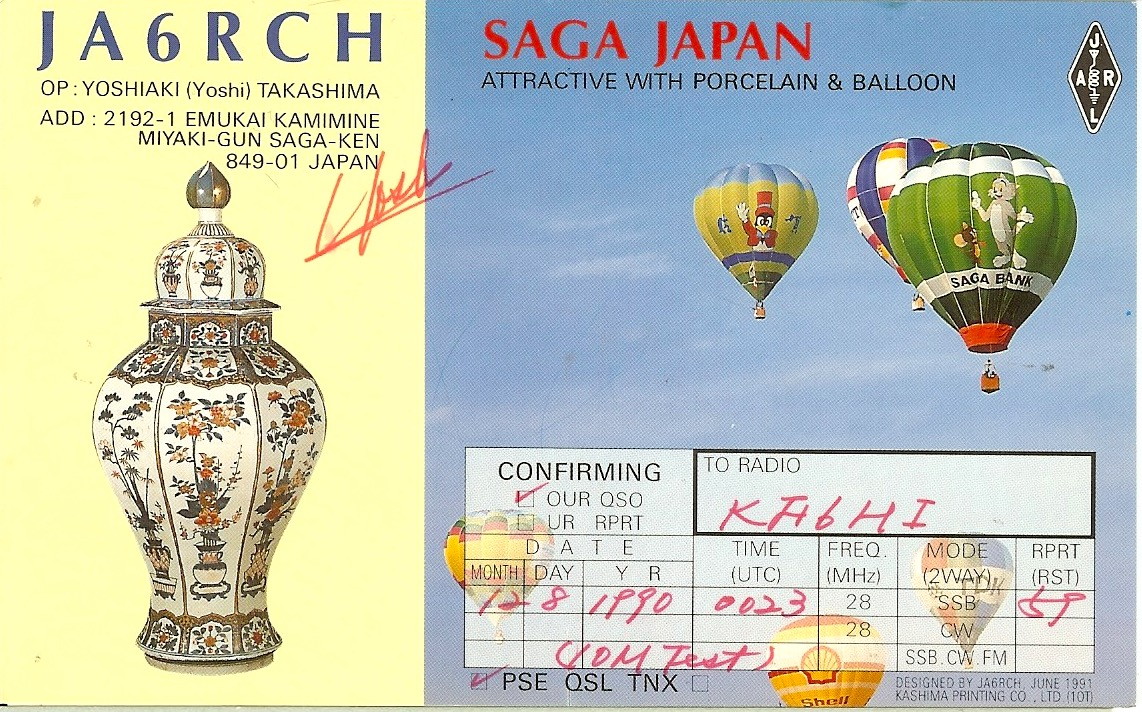 JA6RCH
OP : YOSHIAKI (Yoshi) TAKASHIMA
ADD : 2192-1 EMUKAI KAMIMINE
MIYAKI-GUN SAGA-KEN
849-01 JAPAN
Yoshi
SAGA JAPAN
ATTRACTIVE WITH PORCELAIN & BALLOON
JARL
SAGA BANK
CONFIRMING
OUR QSO
UR RPRT
TO RADIO
KA6HI
DATE TIME FREQ. MODE RPRT
MONTH DAY YR (UTC) (MHz) (2WAY) (RST)
12 8 1990 0023 28 SSB 59
28 CW
(10M Test) SSB.CW.FM
PSE QSL TNX
Shell
DESIGNED BY JA6RCH, JUNE 1991
KASHIMA PRINTING CO., LTD (10T)